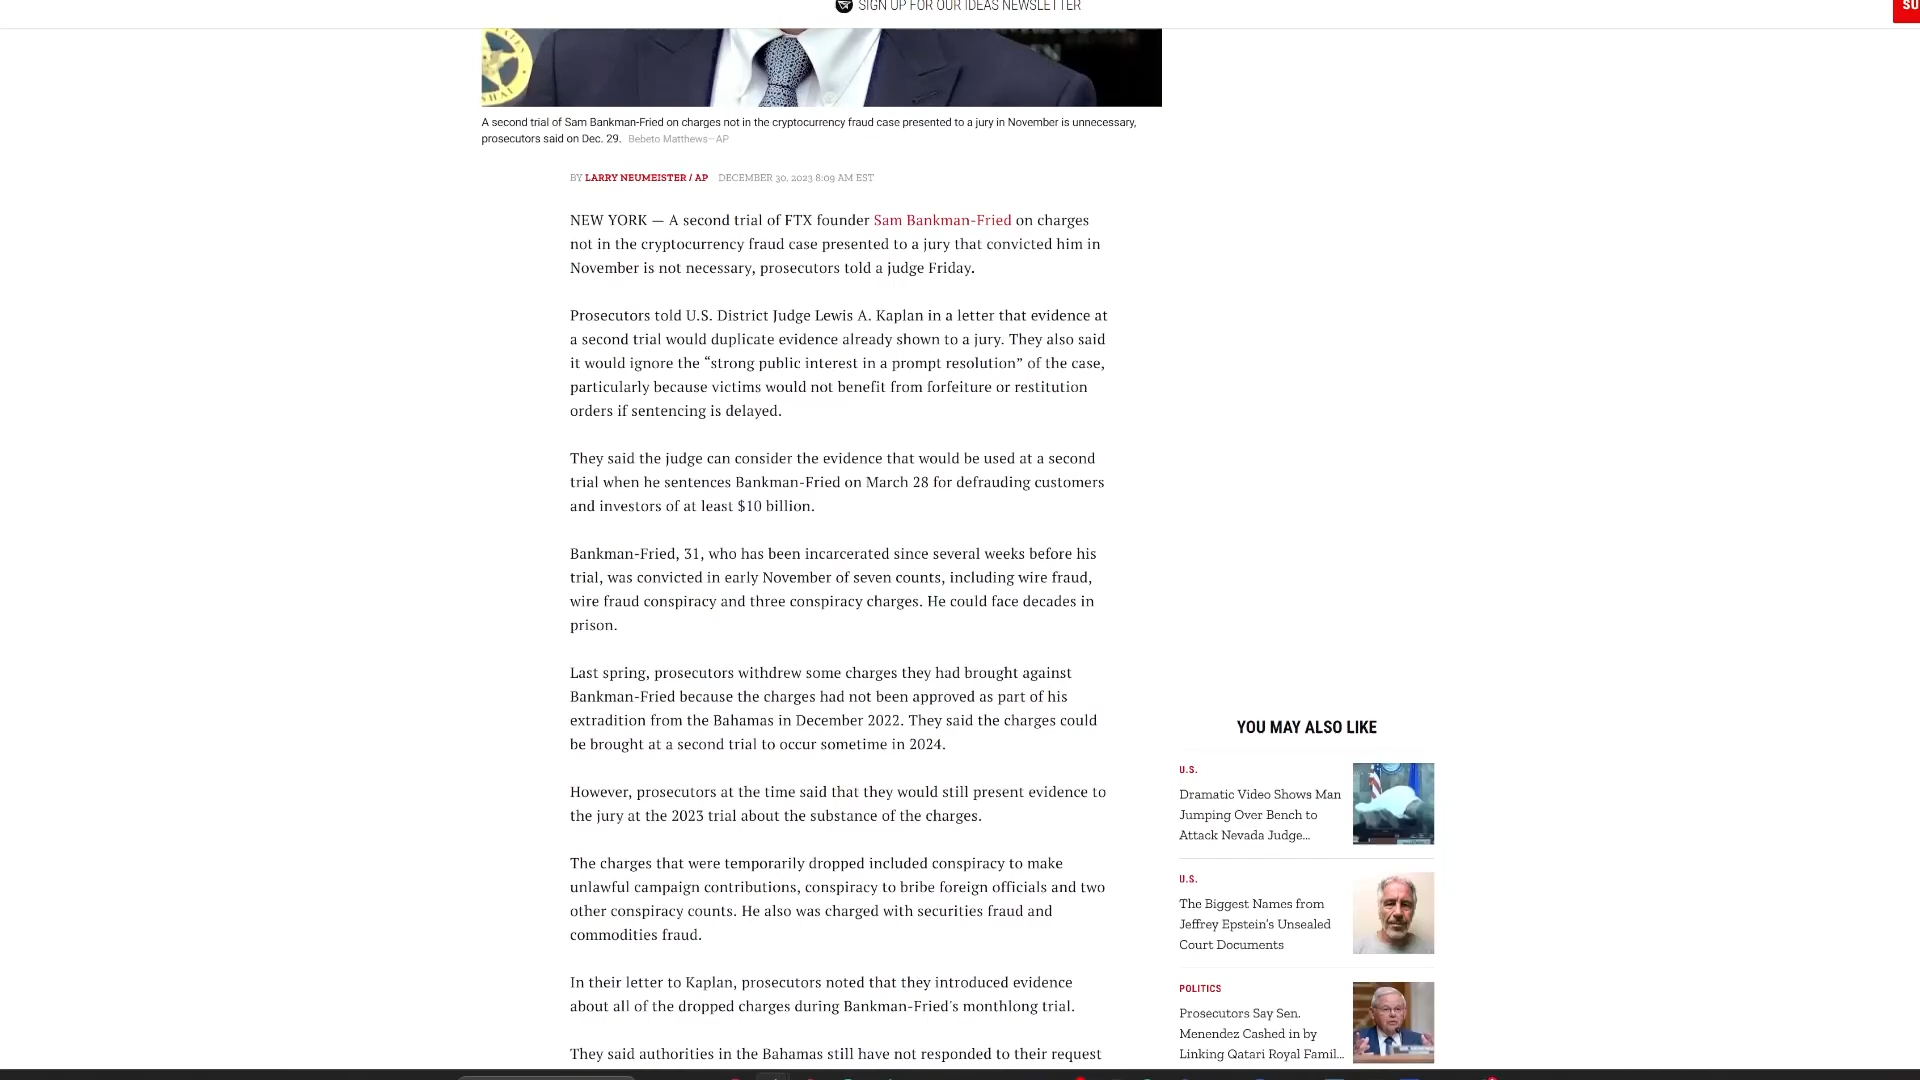 SIGN UP FOR OUR IDEAS NEWSLETTER
SU
A second trial of Sam Bankman-Fried on charges not in the cryptocurrency fraud case presented to a jury in November is unnecessary,
prosecutors said on Dec. 29. Bebeto Matthews—AP
BY LARRY NEUMEISTER / AP DECEMBER 30, 2023 8:09 AM EST
NEW YORK — A second trial of FTX founder Sam Bankman-Fried on charges
not in the cryptocurrency fraud case presented to a jury that convicted him in
November is not necessary, prosecutors told a judge Friday.
Prosecutors told U.S. District Judge Lewis A. Kaplan in a letter that evidence at
a second trial would duplicate evidence already shown to a jury. They also said
it would ignore the “strong public interest in a prompt resolution” of the case,
particularly because victims would not benefit from forfeiture or restitution
orders if sentencing is delayed.
They said the judge can consider the evidence that would be used at a second
trial when he sentences Bankman-Fried on March 28 for defrauding customers
and investors of at least $10 billion.
Bankman-Fried, 31, who has been incarcerated since several weeks before his
trial, was convicted in early November of seven counts, including wire fraud,
wire fraud conspiracy and three conspiracy charges. He could face decades in
prison.
Last spring, prosecutors withdrew some charges they had brought against
Bankman-Fried because the charges had not been approved as part of his
extradition from the Bahamas in December 2022. They said the charges could
be brought at a second trial to occur sometime in 2024.
However, prosecutors at the time said that they would still present evidence to
the jury at the 2023 trial about the substance of the charges.
The charges that were temporarily dropped included conspiracy to make
unlawful campaign contributions, conspiracy to bribe foreign officials and two
other conspiracy counts. He also was charged with securities fraud and
commodities fraud.
In their letter to Kaplan, prosecutors noted that they introduced evidence
about all of the dropped charges during Bankman-Fried's monthlong trial.
They said authorities in the Bahamas still have not responded to their request
YOU MAY ALSO LIKE
U.S.
Dramatic Video Shows Man
Jumping Over Bench to
Attack Nevada Judge...
U.S.
The Biggest Names from
Jeffrey Epstein’s Unsealed
Court Documents
POLITICS
Prosecutors Say Sen.
Menendez Cashed in by
Linking Qatari Royal Famil...